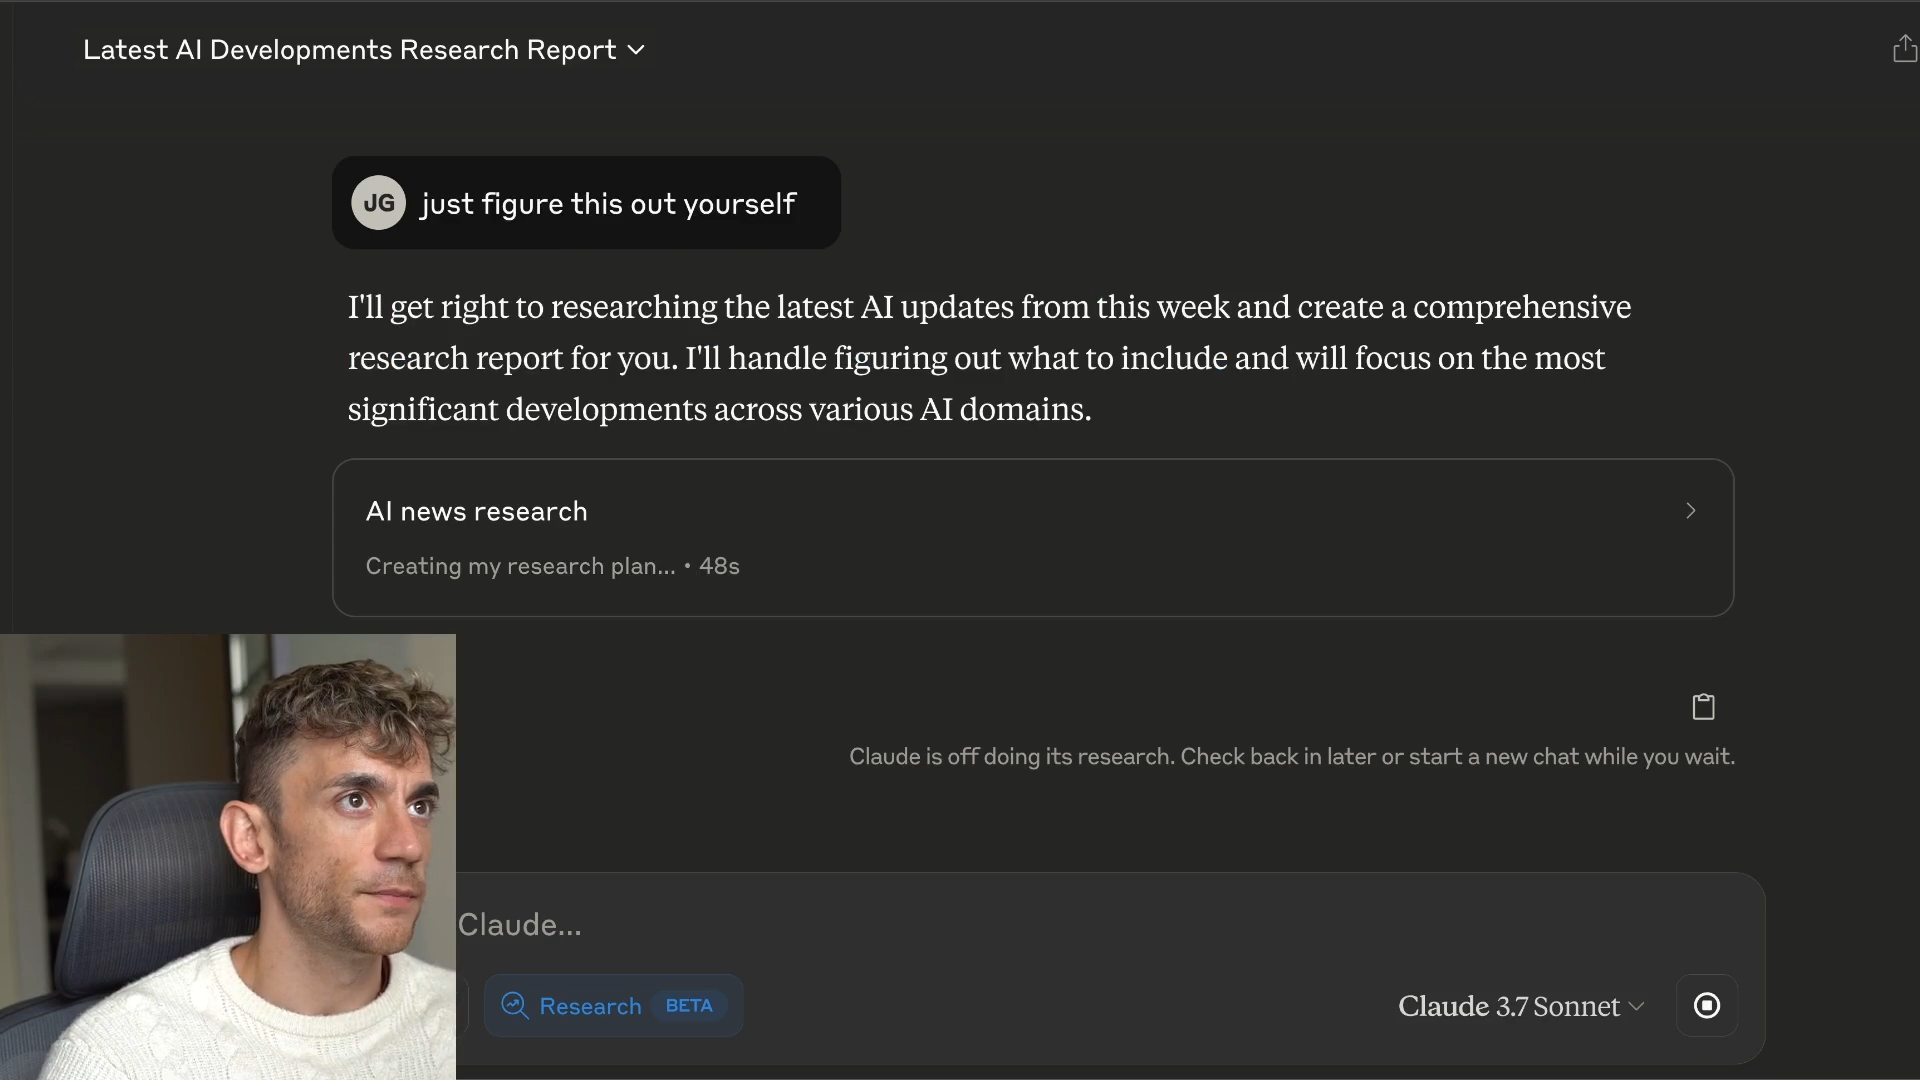 Latest AI Developments Research Report
JG just figure this out yourself
I'll get right to researching the latest AI updates from this week and create a comprehensive
research report for you. I'll handle figuring out what to include and will focus on the most
significant developments across various AI domains.
AI news research
Creating my research plan... • 48s
Claude is off doing its research. Check back in later or start a new chat while you wait.
Claude...
Research BETA
Claude 3.7 Sonnet